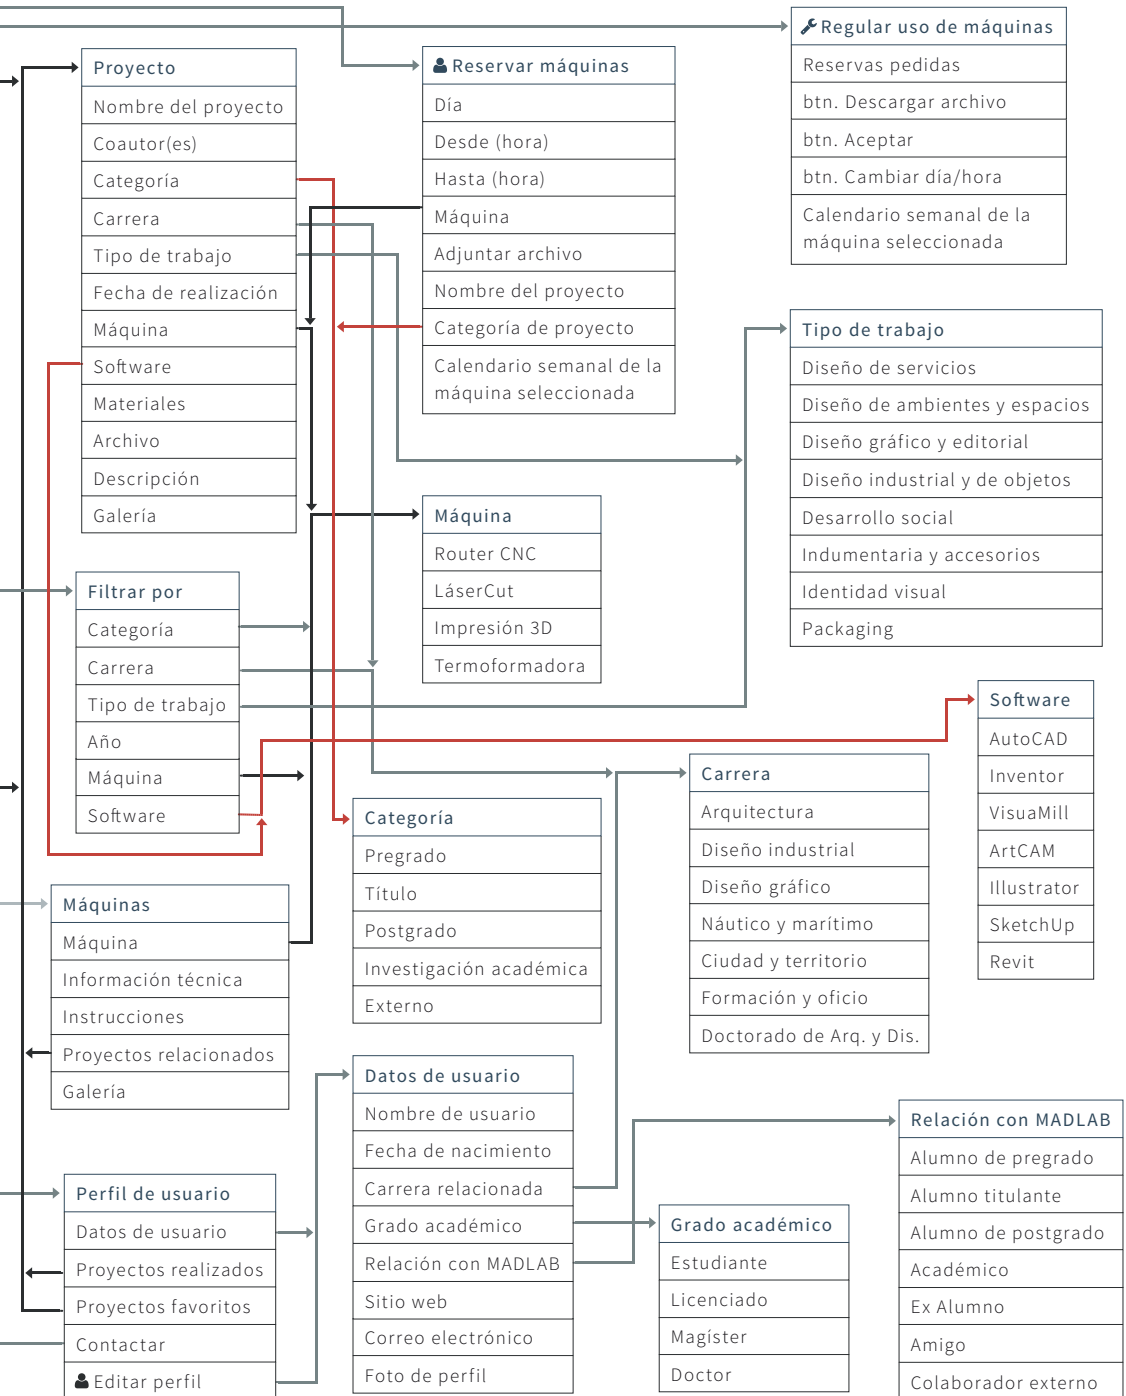 Proyecto
Nombre del proyecto
Coautor(es)
Categoría
Carrera
Tipo de trabajo
Fecha de realización
Máquina
Software
Materiales
Archivo
Descripción
Galería
Reservar máquinas
Día
Desde (hora)
Hasta (hora)
Máquina
Adjuntar archivo
Nombre del proyecto
Categoría de proyecto
Calendario semanal de la
máquina seleccionada
Regular uso de máquinas
Reservas pedidas
btn. Descargar archivo
btn. Aceptar
btn. Cambiar día/hora
Calendario semanal de la
máquina seleccionada
Tipo de trabajo
Diseño de servicios
Diseño de ambientes y espacios
Diseño gráfico y editorial
Diseño industrial y de objetos
Desarrollo social
Indumentaria y accesorios
Identidad visual
Packaging
Máquina
Router CNC
LáserCut
Impresión 3D
Termoformadora
Filtrar por
Categoría
Carrera
Tipo de trabajo
Año
Máquina
Software
Software
AutoCAD
Inventor
VisuaMill
ArtCAM
Illustrator
SketchUp
Revit
Carrera
Arquitectura
Diseño industrial
Diseño gráfico
Náutico y marítimo
Ciudad y territorio
Formación y oficio
Doctorado de Arq. y Dis.
Categoría
Pregrado
Título
Postgrado
Investigación académica
Externo
Máquinas
Máquina
Información técnica
Instrucciones
Proyectos relacionados
Galería
Datos de usuario
Nombre de usuario
Fecha de nacimiento
Carrera relacionada
Grado académico
Relación con MADLAB
Sitio web
Correo electrónico
Foto de perfil
Relación con MADLAB
Alumno de pregrado
Alumno titulante
Alumno de postgrado
Académico
Ex Alumno
Amigo
Colaborador externo
Perfil de usuario
Datos de usuario
Proyectos realizados
Proyectos favoritos
Contactar
Editar perfil
Grado académico
Estudiante
Licenciado
Magíster
Doctor